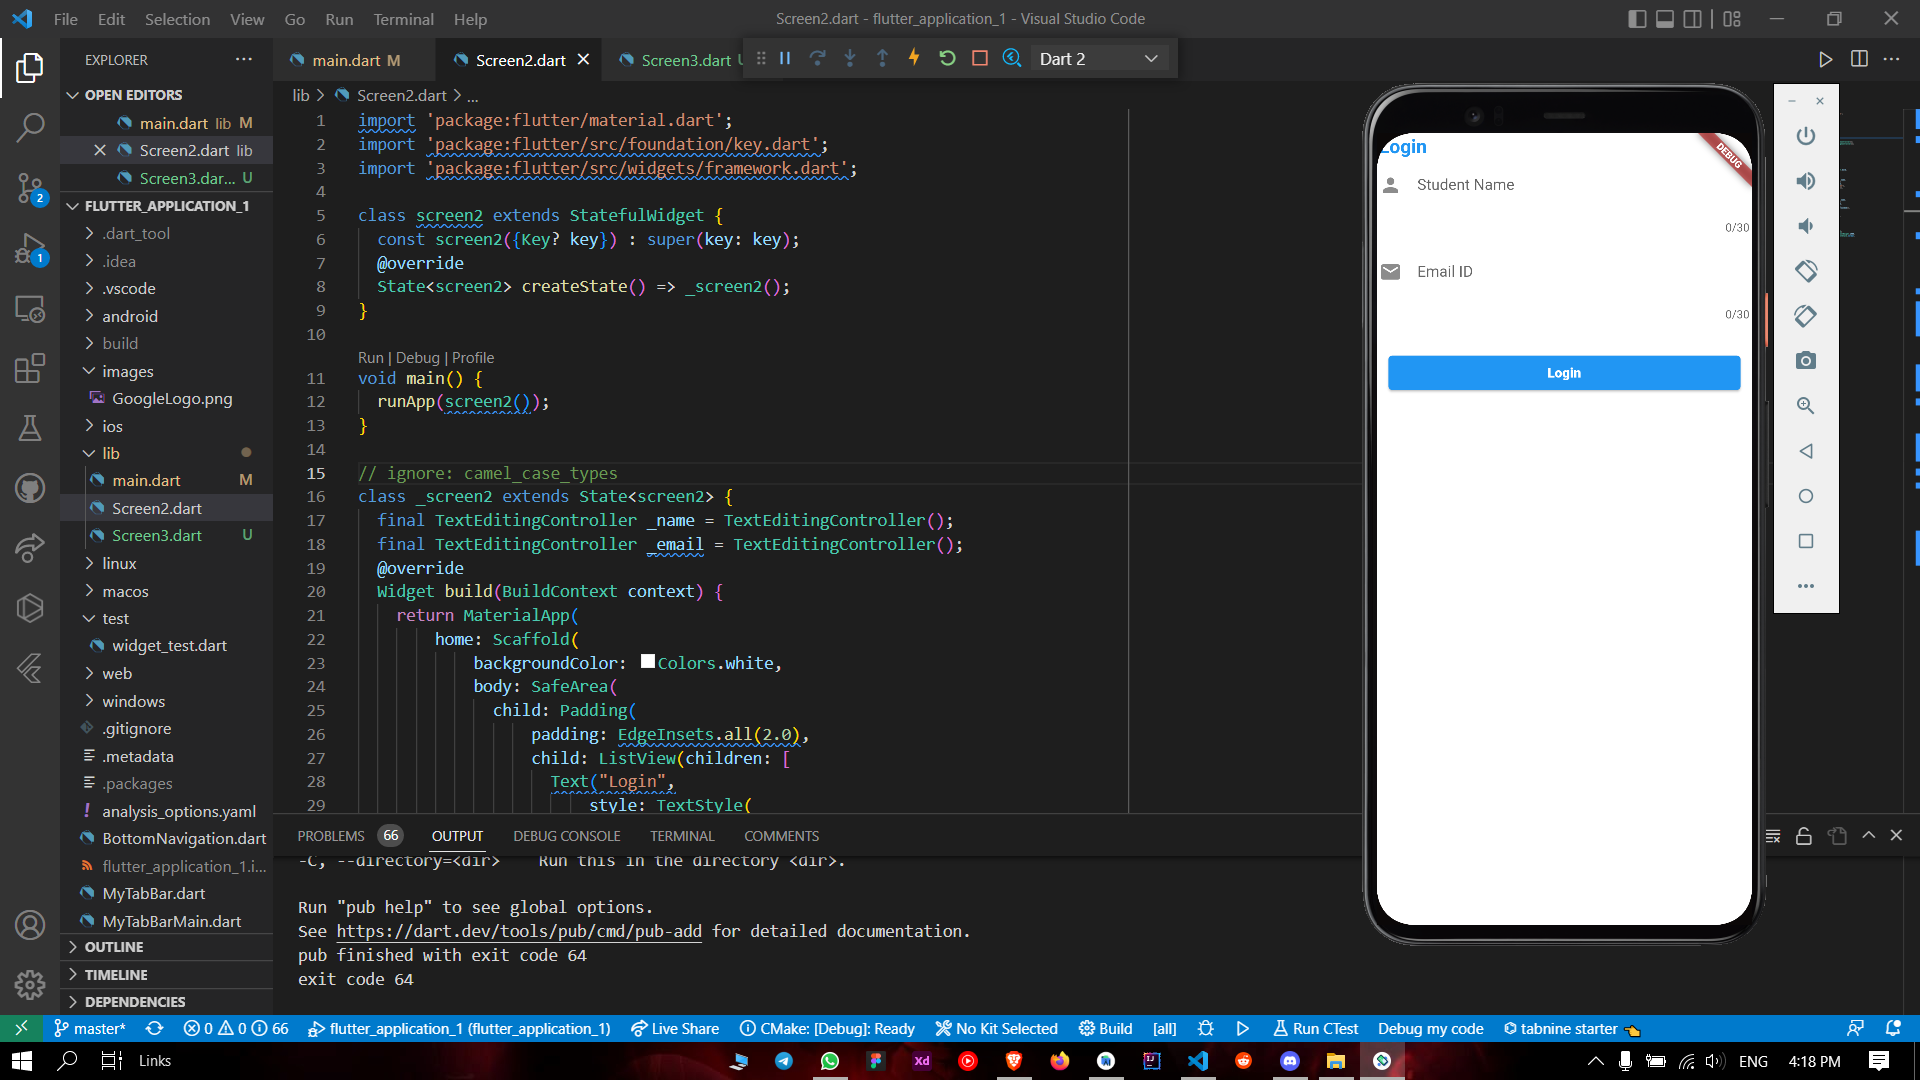 File Edit Selection View Go Run Terminal Help
Screen2.dart - flutter_application_1 - Visual Studio Code
EXPLORER
main.dart M
Screen2.dart
Screen3.dart U
Dart 2
OPEN EDITORS
main.dart lib M
Screen2.dart lib
Screen3.dar... U
FLUTTER_APPLICATION_1
.dart_tool
.idea
.vscode
android
build
images
GoogleLogo.png
ios
lib
main.dart M
Screen2.dart
Screen3.dart U
linux
macos
test
widget_test.dart
web
windows
.gitignore
.metadata
.packages
analysis_options.yaml
BottomNavigation.dart
flutter_application_1.i...
MyTabBar.dart
MyTabBarMain.dart
OUTLINE
TIMELINE
DEPENDENCIES
2
1
lib > Screen2.dart > ...
1 import 'package:flutter/material.dart';
2 import 'package:flutter/src/foundation/key.dart';
3 import 'package:flutter/src/widgets/framework.dart';
4
5 class screen2 extends StatefulWidget {
6 const screen2({Key? key}) : super(key: key);
7 @override
8 State<screen2> createState() => _screen2();
9 }
10
Run | Debug | Profile
11 void main() {
12 runApp(screen2());
13 }
14
15 // ignore: camel_case_types
16 class _screen2 extends State<screen2> {
17 final TextEditingController _name = TextEditingController();
18 final TextEditingController _email = TextEditingController();
19 @override
20 Widget build(BuildContext context) {
21 return MaterialApp(
22 home: Scaffold(
23 backgroundColor: Colors.white,
24 body: SafeArea(
25 child: Padding(
26 padding: EdgeInsets.all(2.0),
27 child: ListView(children: [
28 Text("Login",
29 style: TextStyle(
Login
DEBUG
Student Name
0/30
Email ID
0/30
Login
PROBLEMS 66 OUTPUT DEBUG CONSOLE TERMINAL COMMENTS
-C, --directory=<dir> Run this in the directory <dir>.
Run "pub help" to see global options.
See https://dart.dev/tools/pub/cmd/pub-add for detailed documentation.
pub finished with exit code 64
exit code 64
master* 0 0 66 flutter_application_1 (flutter_application_1) Live Share CMake: [Debug]: Ready No Kit Selected Build [all] Run CTest Debug my code tabnine starter
Links
Xd
ENG 4:18 PM